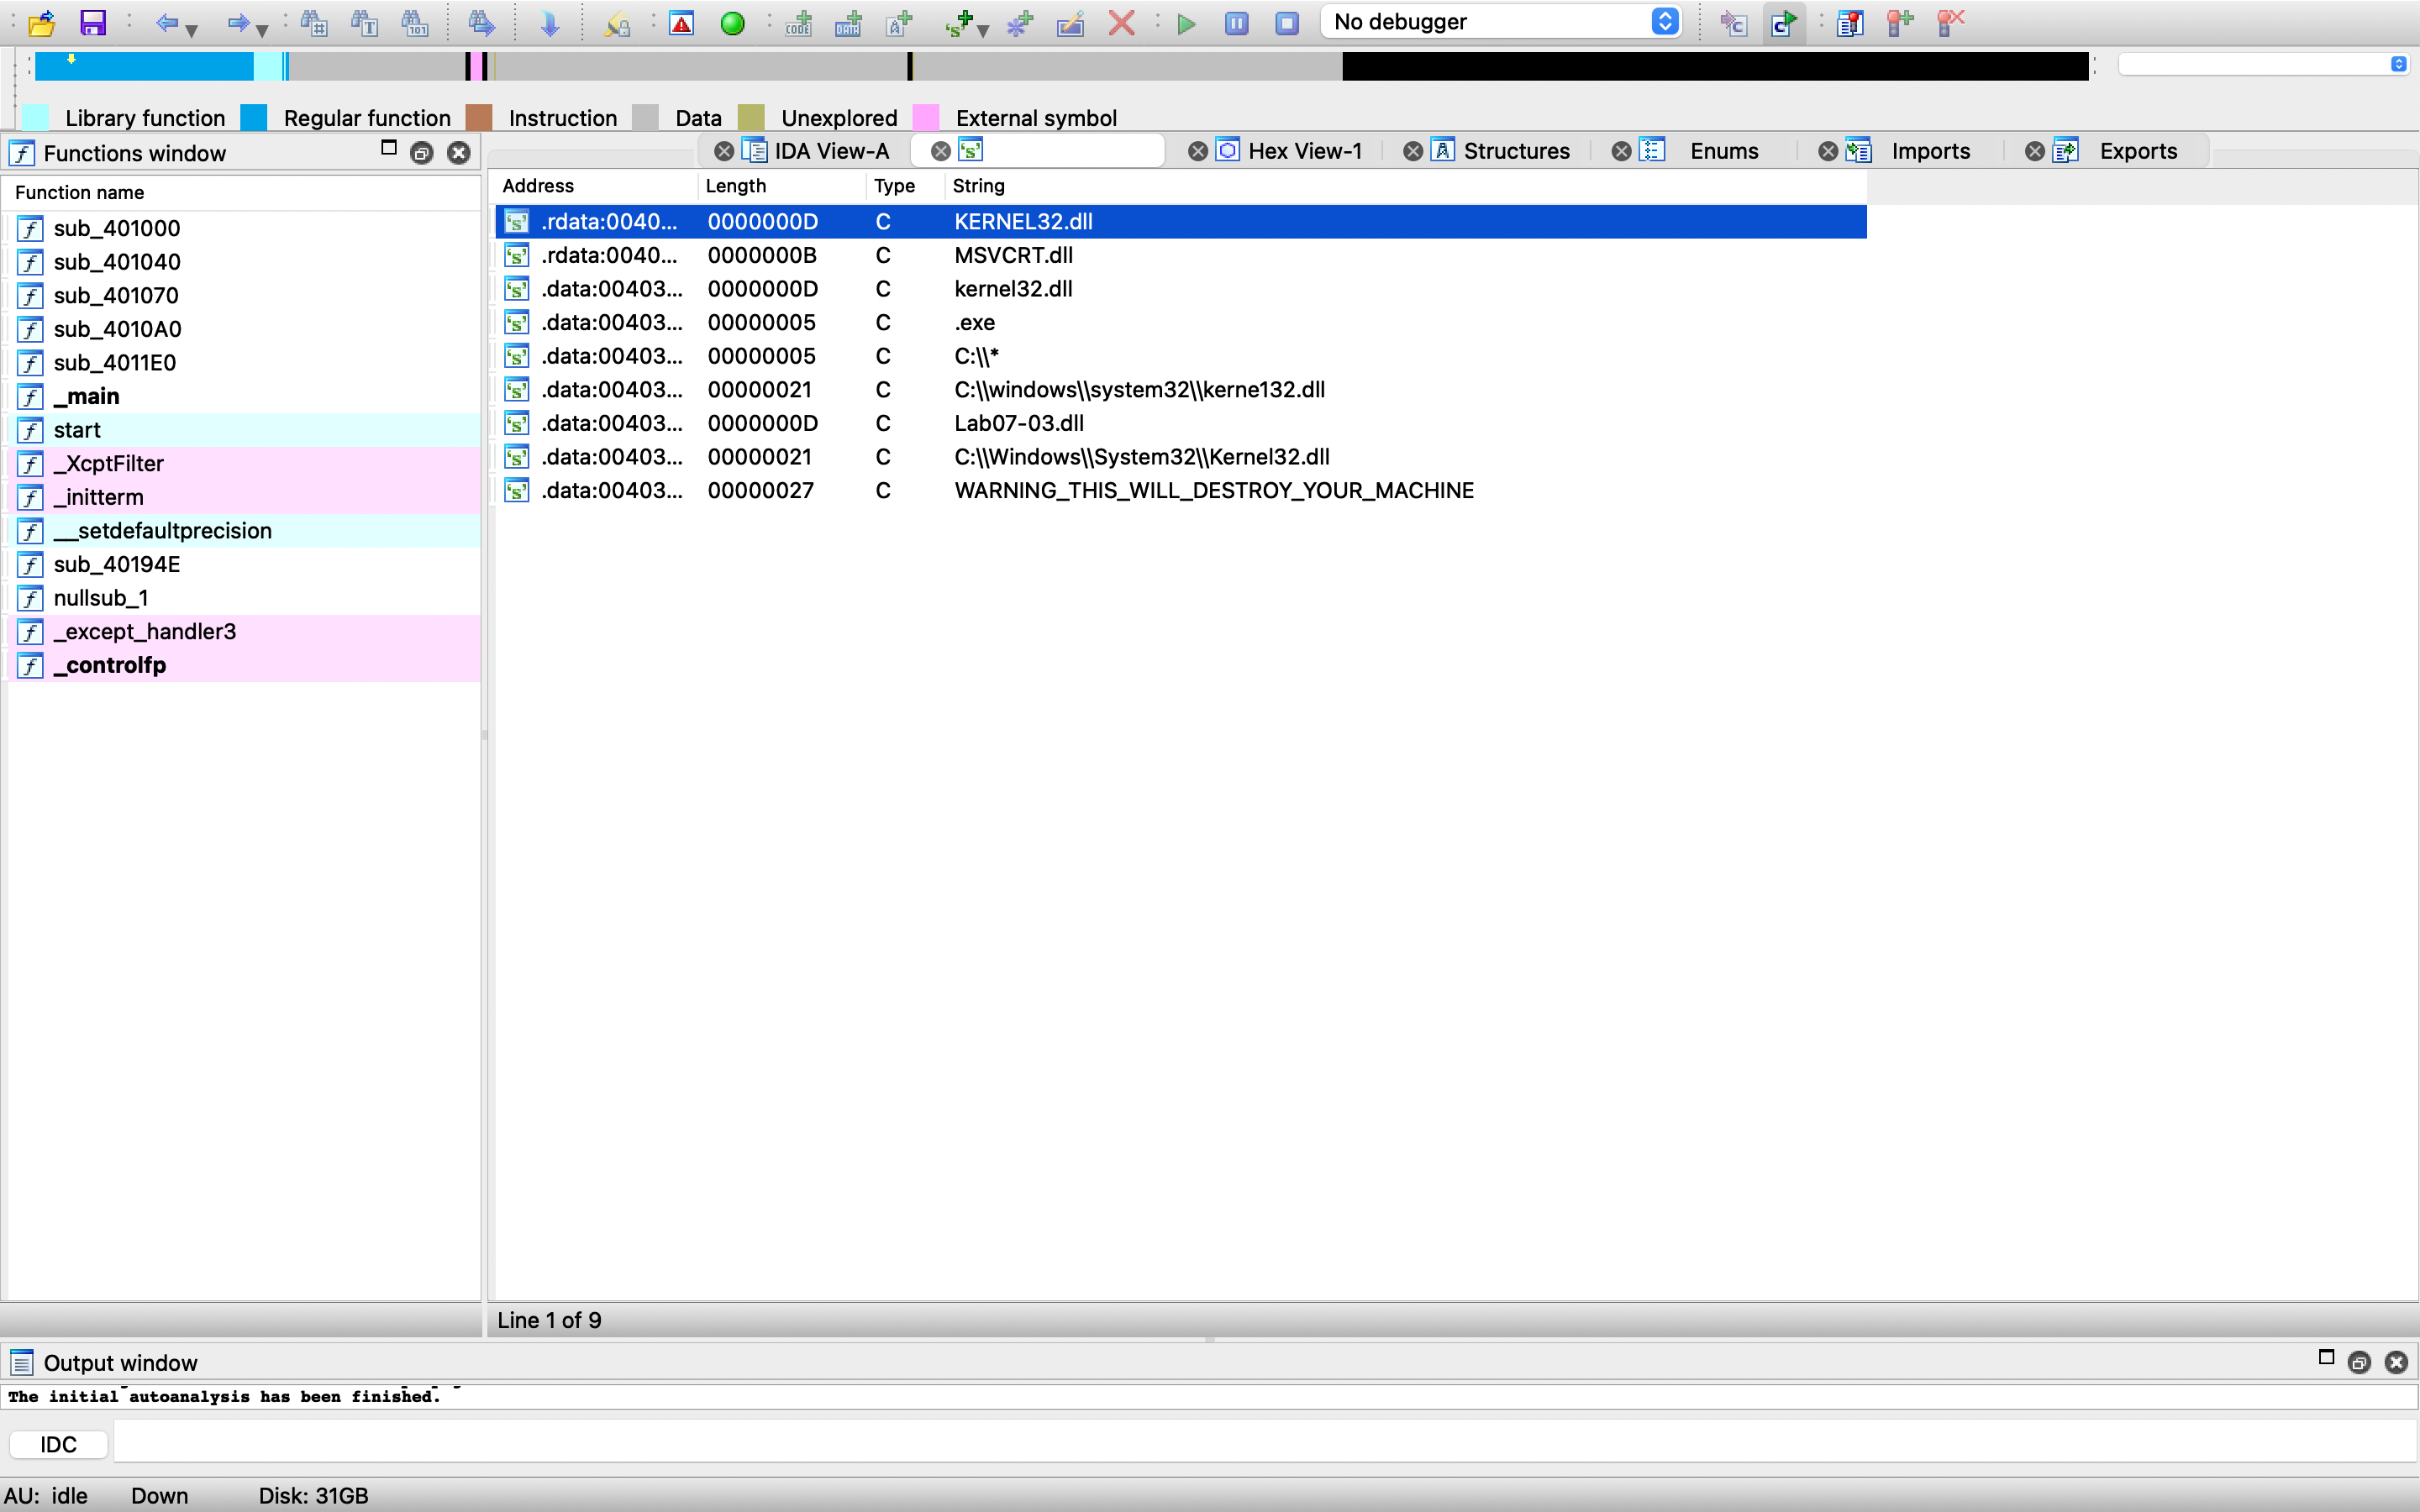 No debugger
Library function Regular function Instruction Data Unexplored External symbol
Functions window
IDA View-A Hex View-1 Structures Enums Imports Exports
Function name
sub_401000
sub_401040
sub_401070
sub_4010A0
sub_4011E0
_main
start
_XcptFilter
_initterm
__setdefaultprecision
sub_40194E
nullsub_1
_except_handler3
_controlfp
Address Length Type String
.rdata:0040... 0000000D C KERNEL32.dll
.rdata:0040... 0000000B C MSVCRT.dll
.data:00403... 0000000D C kernel32.dll
.data:00403... 00000005 C .exe
.data:00403... 00000005 C C:\\*
.data:00403... 00000021 C C:\\windows\\system32\\kerne132.dll
.data:00403... 0000000D C Lab07-03.dll
.data:00403... 00000021 C C:\\Windows\\System32\\Kernel32.dll
.data:00403... 00000027 C WARNING_THIS_WILL_DESTROY_YOUR_MACHINE
Line 1 of 9
Output window
The initial autoanalysis has been finished.
IDC
AU: idle Down Disk: 31GB